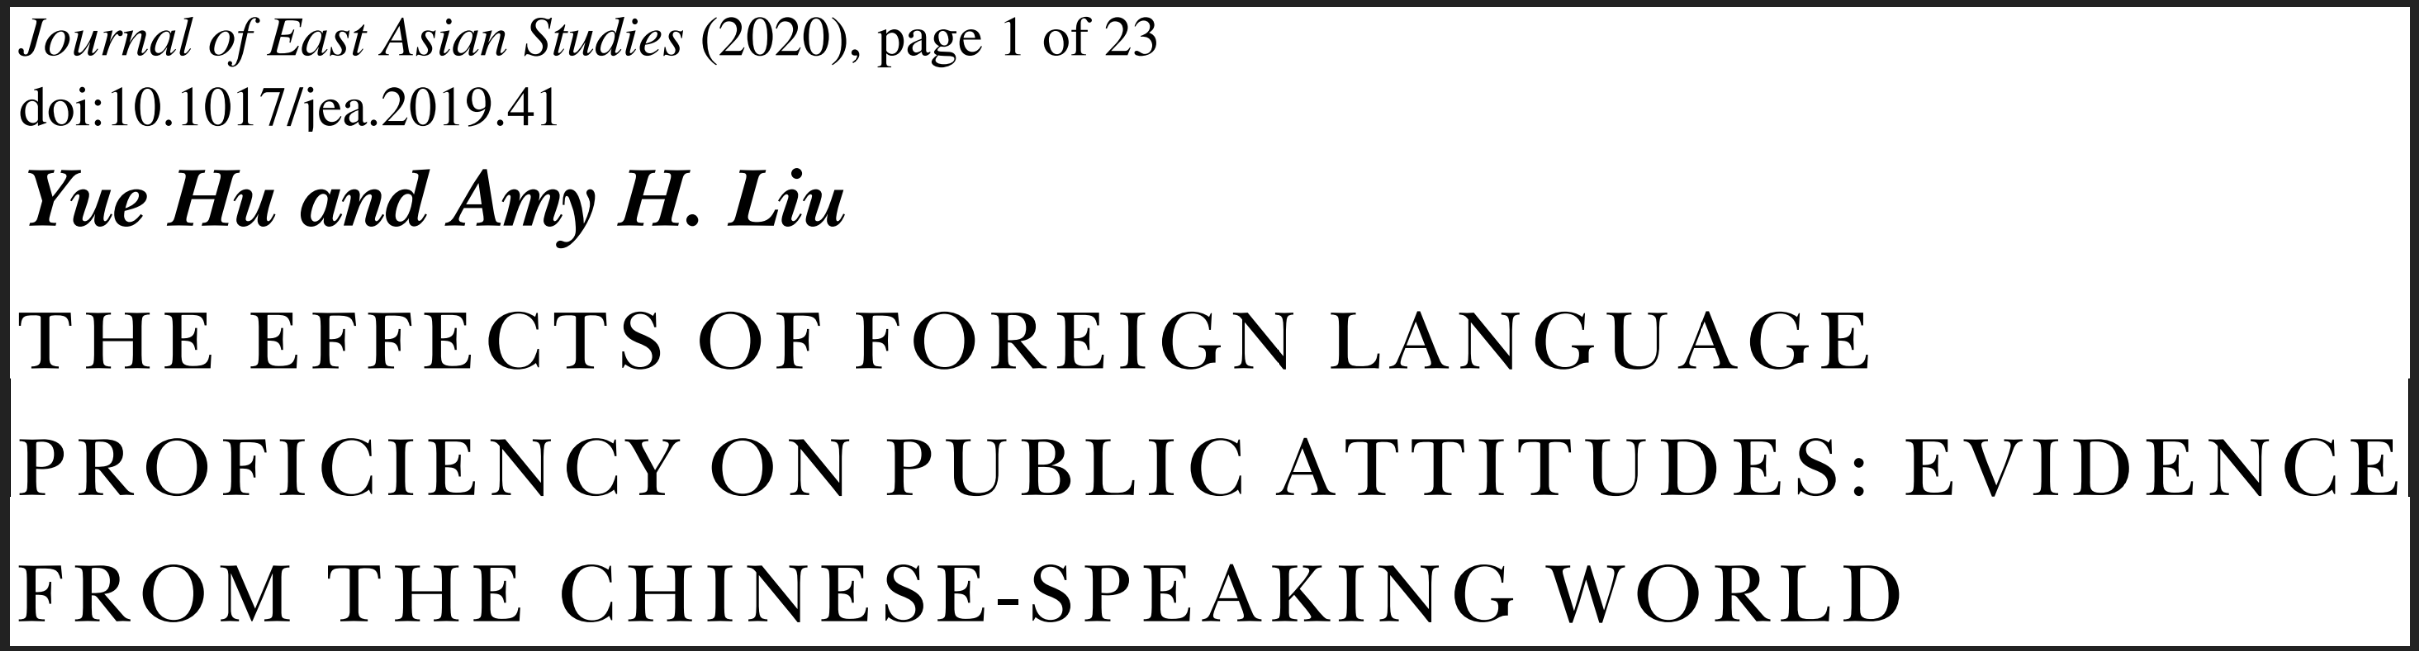 Journal of East Asian Studies (2020), page 1 of 23
doi:10.1017/jea.2019.41
Yue Hu and Amy H. Liu
THE EFFECTS OF FOREIGN LANGUAGE
PROFICIENCY ON PUBLIC ATTITUDES: EVIDENCE
FROM THE CHINESE-SPEAKING WORLD